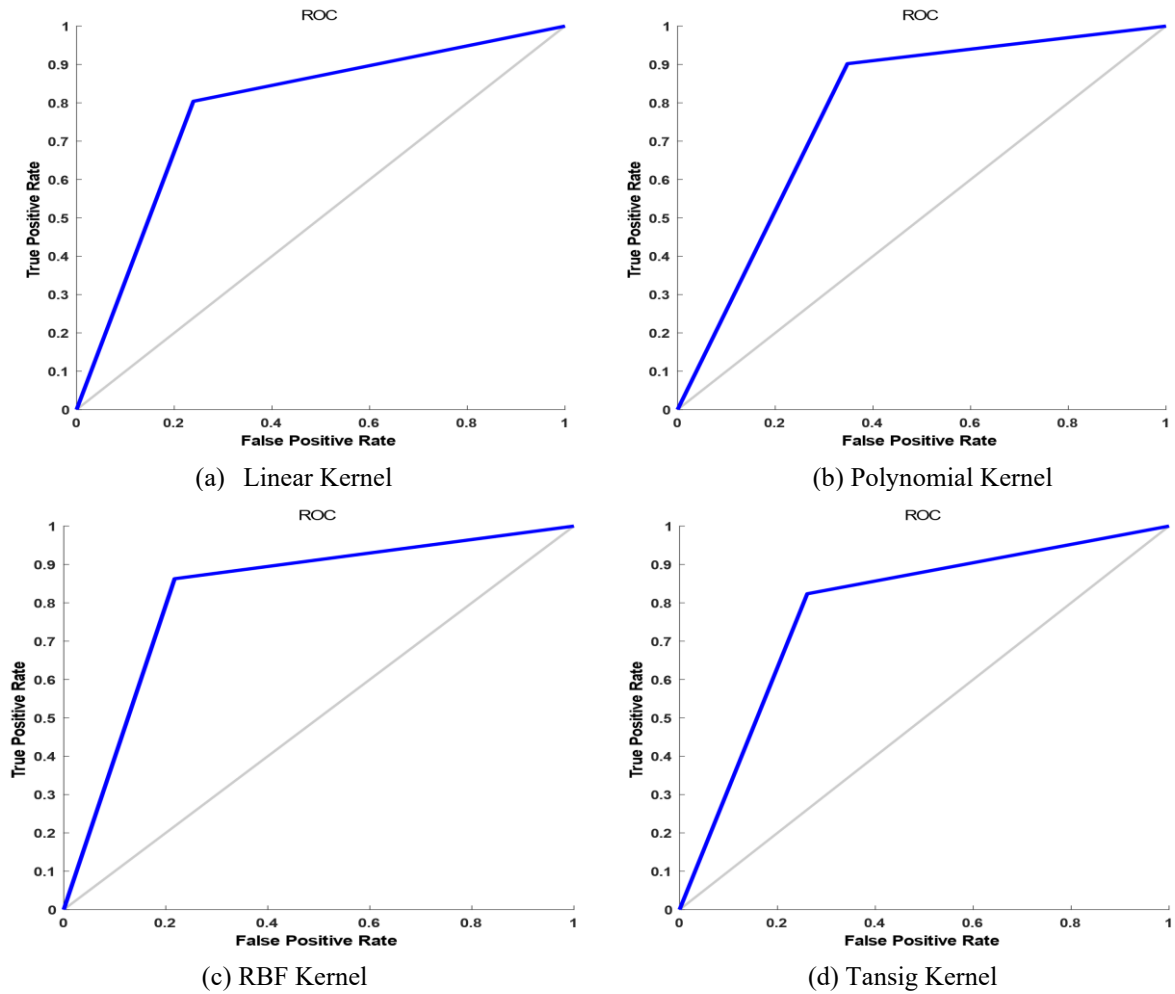 ROC
1
0.9
0.8
0.7
0.6
0.5
0.4
0.3
0.2
0.1
0
True Positive Rate
0 0.2 0.4 0.6 0.8 1
False Positive Rate
(a) Linear Kernel
ROC
1
0.9
0.8
0.7
0.6
0.5
0.4
0.3
0.2
0.1
0
True Positive Rate
0 0.2 0.4 0.6 0.8 1
False Positive Rate
(b) Polynomial Kernel
ROC
1
0.9
0.8
0.7
0.6
0.5
0.4
0.3
0.2
0.1
0
True Positive Rate
0 0.2 0.4 0.6 0.8 1
False Positive Rate
(c) RBF Kernel
ROC
1
0.9
0.8
0.7
0.6
0.5
0.4
0.3
0.2
0.1
0
True Positive Rate
0 0.2 0.4 0.6 0.8 1
False Positive Rate
(d) Tansig Kernel